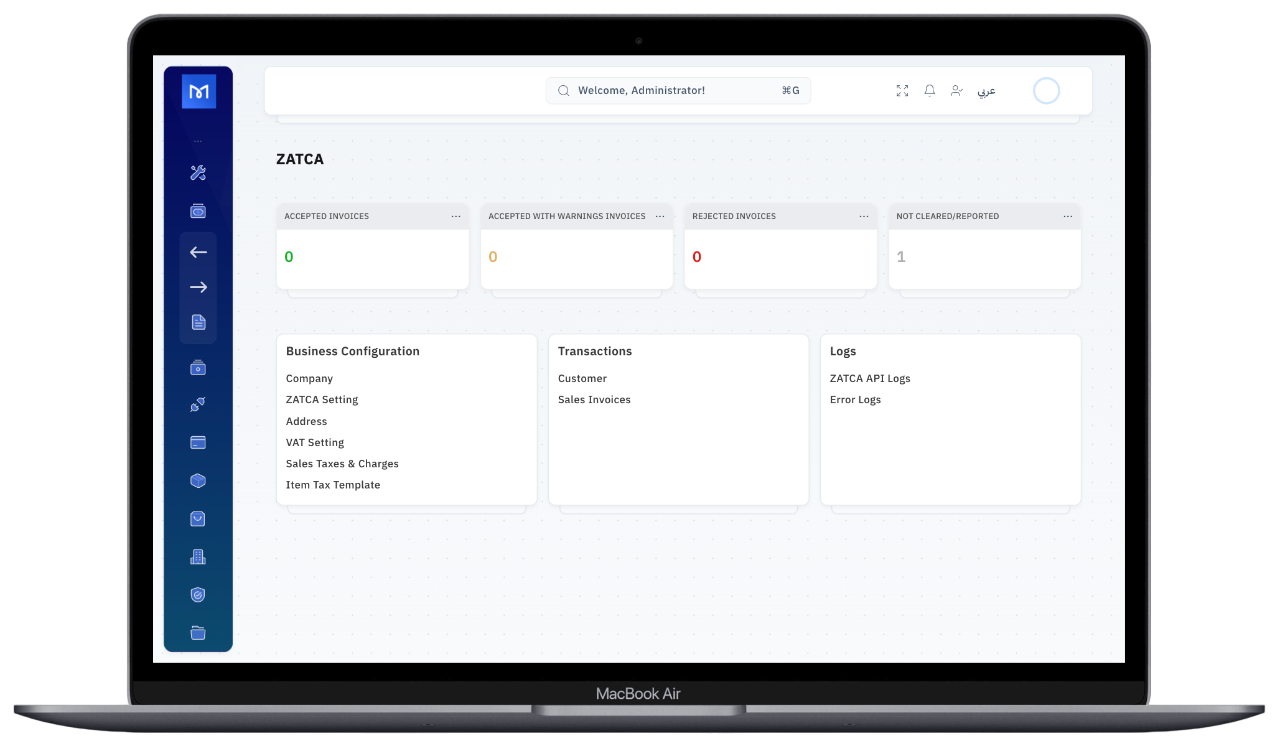 Welcome, Administrator!
⌘G
عربي
ZATCA
ACCEPTED INVOICES
ACCEPTED WITH WARNINGS INVOICES
REJECTED INVOICES
NOT CLEARED/REPORTED
0
0
0
1
Business Configuration
Company
ZATCA Setting
Address
VAT Setting
Sales Taxes & Charges
Item Tax Template
Transactions
Customer
Sales Invoices
Logs
ZATCA API Logs
Error Logs
MacBook Air